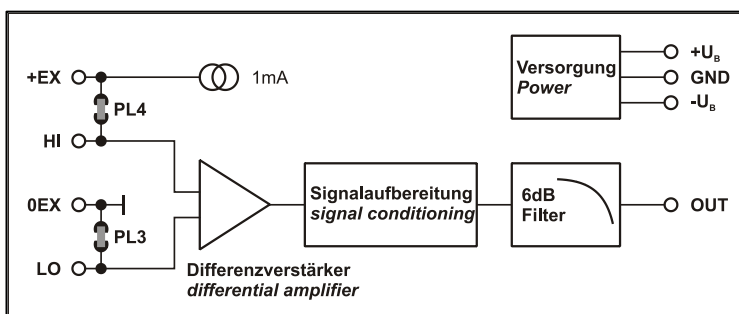 +EX
1mA
PL4
HI
0EX
PL3
LO
Differenzverstärker
differential amplifier
Signalaufbereitung
signal conditioning
6dB
Filter
OUT
Versorgung
Power
+UB
GND
-UB